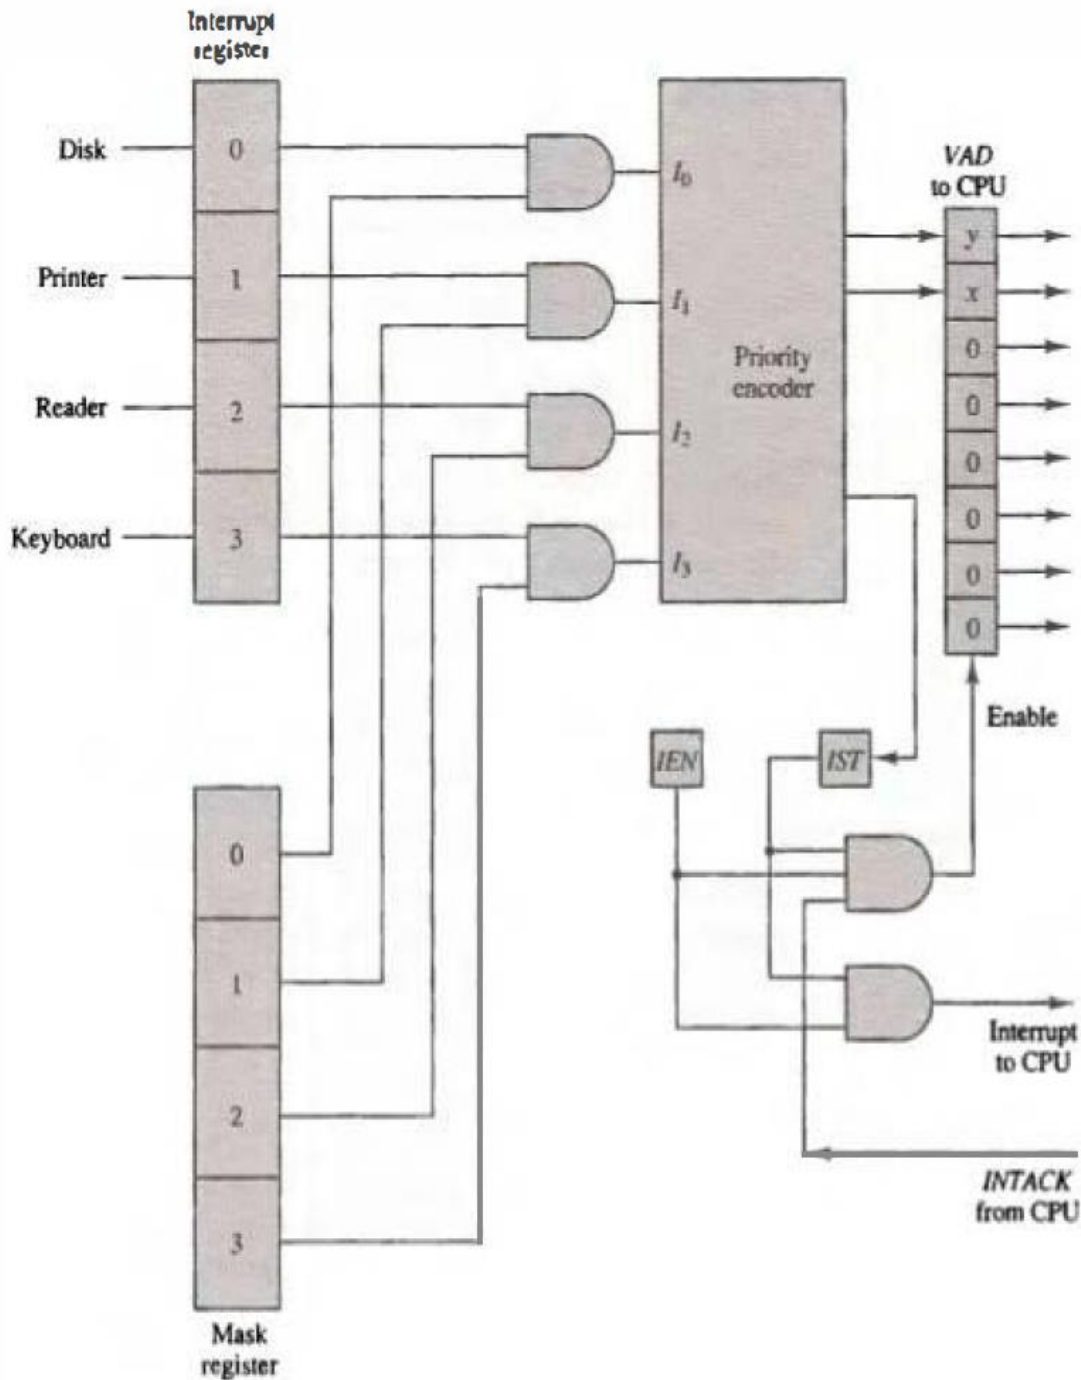 Interrupt
register
Disk
0
Printer
1
Reader
2
Keyboard
3
I0
I1
I2
I3
Priority
encoder
VAD
to CPU
y
x
0
0
0
0
0
0
Enable
IEN
IST
Interrupt
to CPU
INTACK
from CPU
0
1
2
3
Mask
register